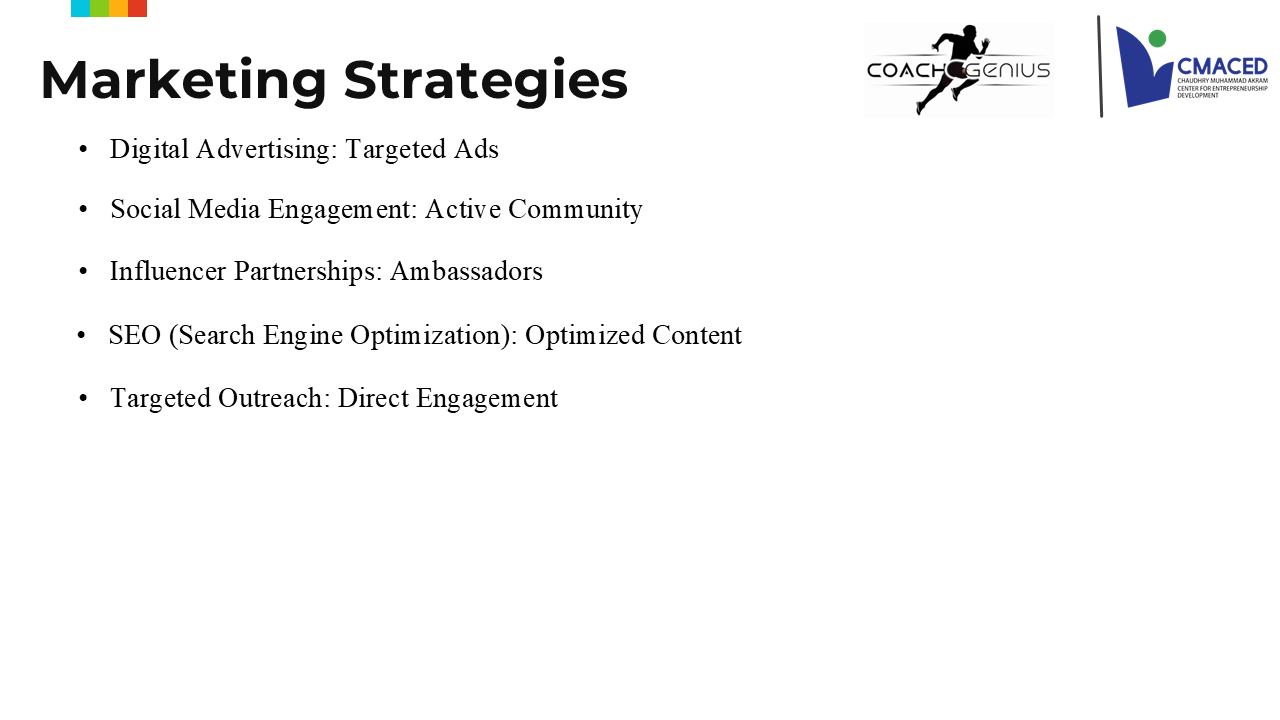 Marketing Strategies
COACH GENIUS
CMACED
CHAUDHRY MUHAMMAD AKRAM
CENTER FOR ENTREPRENEURSHIP
DEVELOPMENT
• Digital Advertising: Targeted Ads
• Social Media Engagement: Active Community
• Influencer Partnerships: Ambassadors
• SEO (Search Engine Optimization): Optimized Content
• Targeted Outreach: Direct Engagement